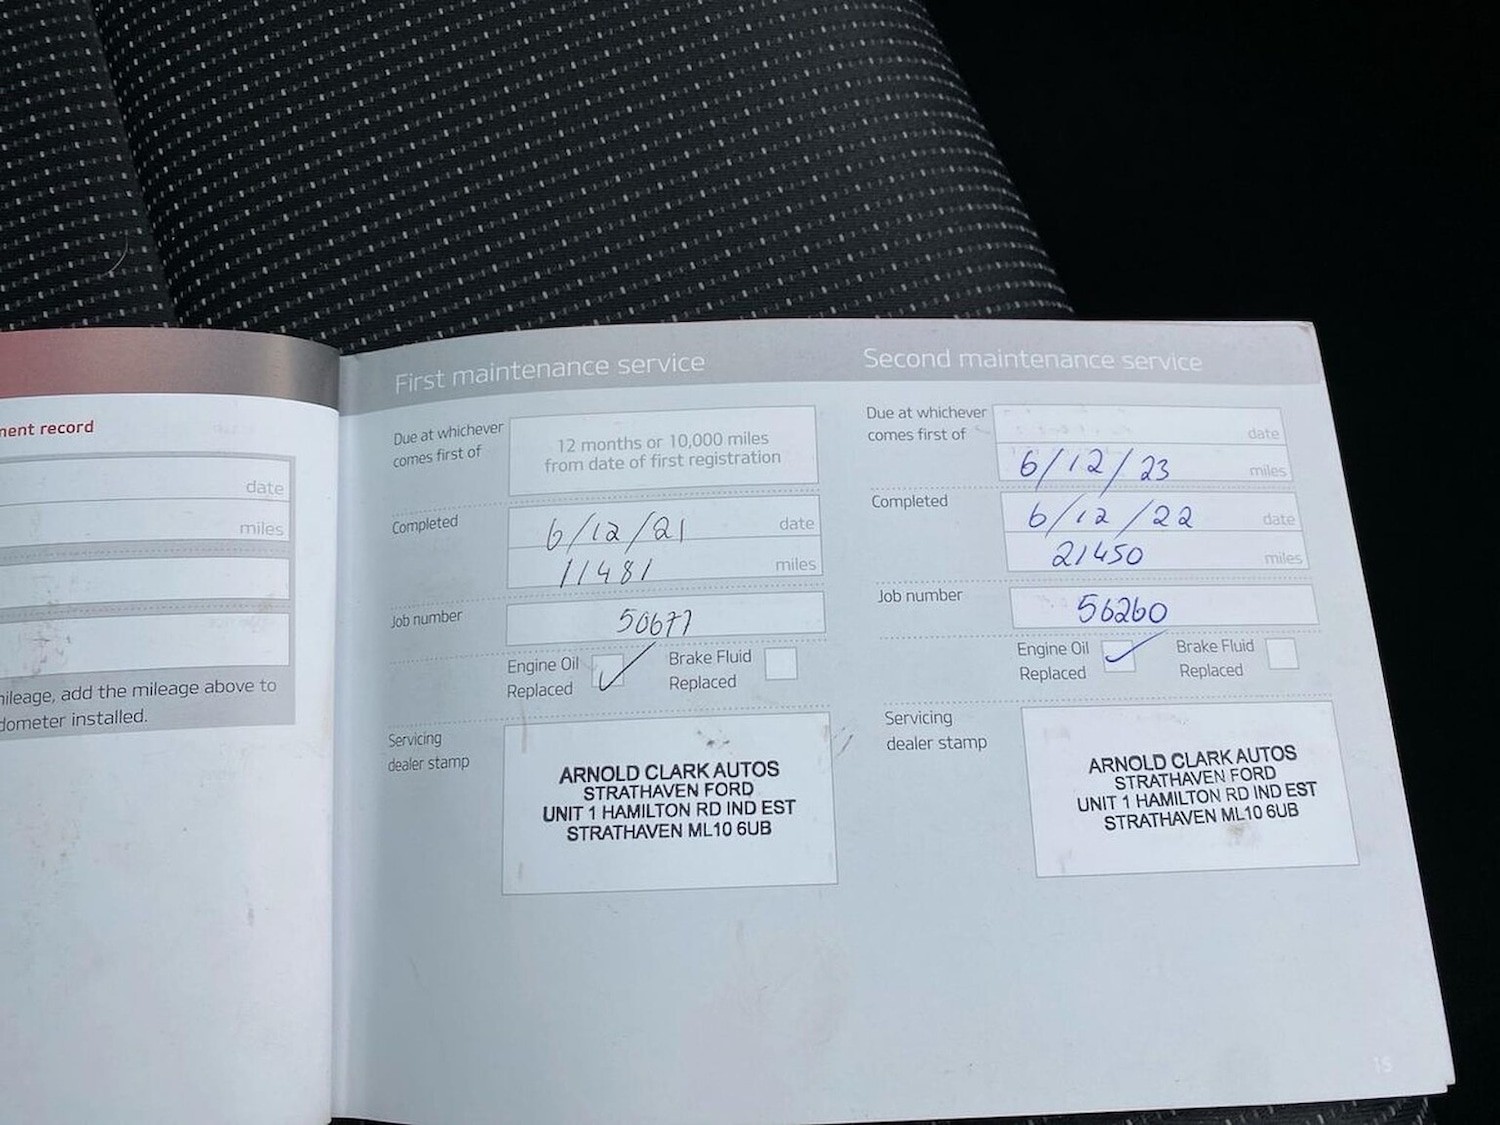 ment record
date
miles
mileage, add the mileage above to
dometer installed.
First maintenance service
Due at whichever
comes first of
12 months or 10,000 miles
from date of first registration
Completed
6/12/21 date
11481 miles
Job number
50677
Engine Oil
Replaced
Brake Fluid
Replaced
Servicing
dealer stamp
ARNOLD CLARK AUTOS
STRATHAVEN FORD
UNIT 1 HAMILTON RD IND EST
STRATHAVEN ML10 6UB
Second maintenance service
Due at whichever
comes first of
date
6/12/23 miles
Completed
6/12/22 date
21450 miles
Job number
56260
Engine Oil
Replaced
Brake Fluid
Replaced
Servicing
dealer stamp
ARNOLD CLARK AUTOS
STRATHAVEN FORD
UNIT 1 HAMILTON RD IND EST
STRATHAVEN ML10 6UB
15